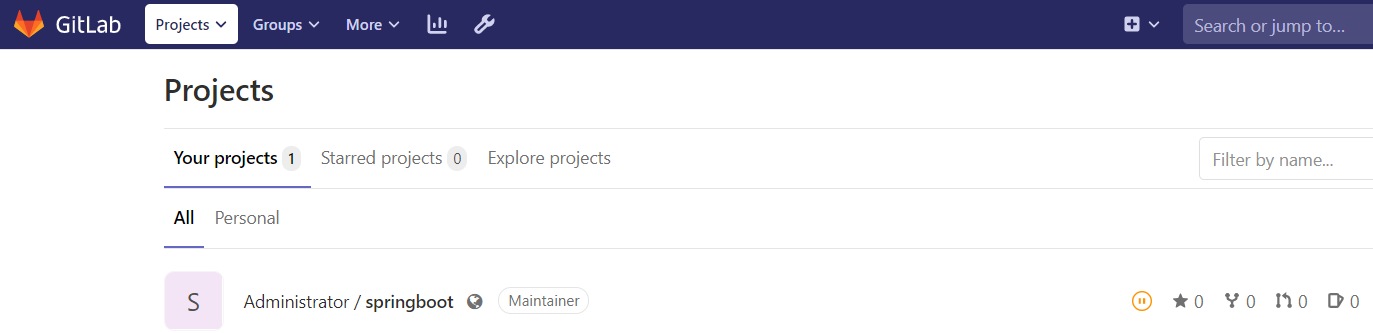 GitLab Projects Groups More Search or jump to...
Projects
Your projects 1 Starred projects 0 Explore projects Filter by name...
All Personal
S Administrator / springboot Maintainer 0 0 0 0